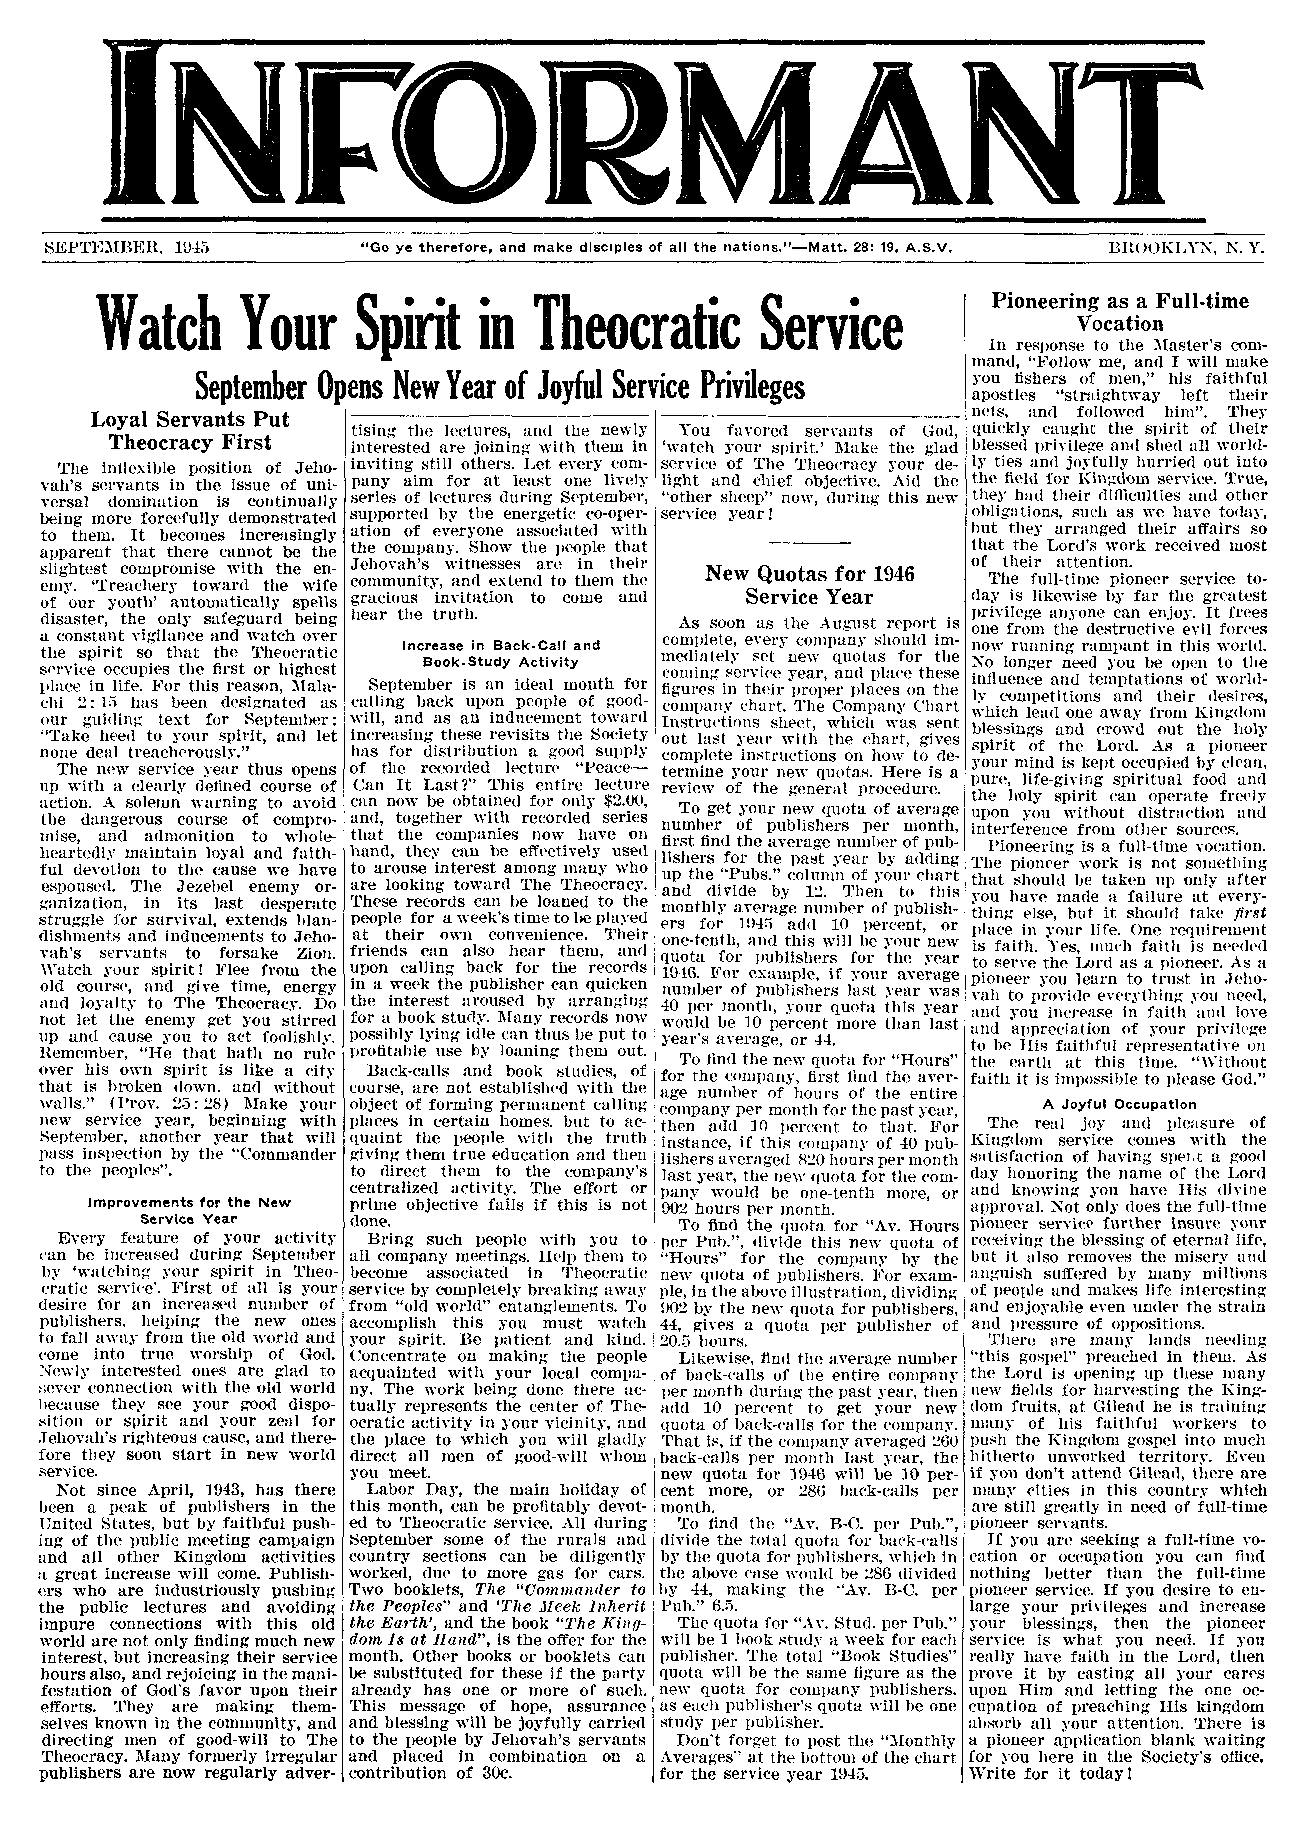 INFORMANT
SEPTEMBER, 1945
"Go ye therefore, and make disciples of all the nations."—Matt. 28: 19, A.S.V.
BROOKLYN, N. Y.
Watch Your Spirit in Theocratic Service
September Opens New Year of Joyful Service Privileges
Loyal Servants Put
Theocracy First
The inflexible position of Jeho-
vah's servants in the issue of uni-
versal domination is continually
being more forcefully demonstrated
to them. It becomes increasingly
apparent that there cannot be the
slightest compromise with the en-
emy. 'Treachery toward the wife
of our youth' automatically spells
disaster, the only safeguard being
a constant vigilance and watch over
the spirit so that the Theocratic
service occupies the first or highest
place in life. For this reason, Mala-
chi 2: 15 has been designated as
our guiding text for September:
"Take heed to your spirit, and let
none deal treacherously."
The new service year thus opens
up with a clearly defined course of
action. A solemn warning to avoid
the dangerous course of compro-
mise, and admonition to whole-
heartedly maintain loyal and faith-
ful devotion to the cause we have
espoused. The Jezebel enemy or-
ganization, in its last desperate
struggle for survival, extends blan-
dishments and inducements to Jeho-
vah's servants to forsake Zion.
Watch your spirit! Flee from the
old course, and give time, energy
and loyalty to The Theocracy. Do
not let the enemy get you stirred
up and cause you to act foolishly.
Remember, "He that hath no rule
over his own spirit is like a city
that is broken down, and without
walls." (Prov. 25: 28) Make your
new service year, beginning with
September, another year that will
pass inspection by the "Commander
to the peoples".
Improvements for the New
Service Year
Every feature of your activity
can be increased during September
by 'watching your spirit in Theo-
cratic service'. First of all is your
desire for an increased number of
publishers, helping the new ones
to fall away from the old world and
come into true worship of God.
Newly interested ones are glad to
sever connection with the old world
because they see your good dispo-
sition or spirit and your zeal for
Jehovah's righteous cause, and there-
fore they soon start in new world
service.
Not since April, 1943, has there
been a peak of publishers in the
United States, but by faithful push-
ing of the public meeting campaign
and all other Kingdom activities
a great increase will come. Publish-
ers who are industriously pushing
the public lectures and avoiding
impure connections with this old
world are not only finding much new
interest, but increasing their service
hours also, and rejoicing in the mani-
festation of God's favor upon their
efforts. They are making them-
selves known in the community, and
directing men of good-will to The
Theocracy. Many formerly irregular
publishers are now regularly adver-
tising the lectures, and the newly
interested are joining with them in
inviting still others. Let every com-
pany aim for at least one lively
series of lectures during September,
supported by the energetic co-oper-
ation of everyone associated with
the company. Show the people that
Jehovah's witnesses are in their
community, and extend to them the
gracious invitation to come and
hear the truth.
Increase in Back-Call and
Book-Study Activity
September is an ideal month for
calling back upon people of good-
will, and as an inducement toward
increasing these revisits the Society
has for distribution a good supply
of the recorded lecture "Peace—
Can It Last?" This entire lecture
can now be obtained for only $2.00,
and, together with recorded series
that the companies now have on
hand, they can be effectively used
to arouse interest among many who
are looking toward The Theocracy.
These records can be loaned to the
people for a week's time to be played
at their own convenience. Their
friends can also hear them, and
upon calling back for the records
in a week the publisher can quicken
the interest aroused by arranging
for a book study. Many records now
possibly lying idle can thus be put to
profitable use by loaning them out.
Back-calls and book studies, of
course, are not established with the
object of forming permanent calling
places in certain homes, but to ac-
quaint the people with the truth
giving them true education and then
to direct them to the company's
centralized activity. The effort or
prime objective fails if this is not
done.
Bring such people with you to
all company meetings. Help them to
become associated in Theocratic
service by completely breaking away
from "old world" entanglements. To
accomplish this you must watch
your spirit. Be patient and kind.
Concentrate on making the people
acquainted with your local compa-
ny. The work being done there ac-
tually represents the center of The-
ocratic activity in your vicinity, and
the place to which you will gladly
direct all men of good-will whom
you meet.
Labor Day, the main holiday of
this month, can be profitably devot-
ed to Theocratic service. All during
September some of the rurals and
country sections can be diligently
worked, due to more gas for cars.
Two booklets, The "Commander to
the Peoples" and 'The Meek Inherit
the Earth', and the book "The King-
dom Is at Hand", is the offer for the
month. Other books or booklets can
be substituted for these if the party
already has one or more of such.
This message of hope, assurance
and blessing will be joyfully carried
to the people by Jehovah's servants
and placed in combination on a
contribution of 30c.
You favored servants of God,
'watch your spirit.' Make the glad
service of The Theocracy your de-
light and chief objective. Aid the
"other sheep" now, during this new
service year!
New Quotas for 1946
Service Year
As soon as the August report is
complete, every company should im-
mediately set new quotas for the
coming service year, and place these
figures in their proper places on the
company chart. The Company Chart
Instructions sheet, which was sent
out last year with the chart, gives
complete instructions on how to de-
termine your new quotas. Here is a
review of the general procedure.
To get your new quota of average
number of publishers per month,
first find the average number of pub-
lishers for the past year by adding
up the "Pubs." column of your chart
and divide by 12. Then to this
monthly average number of publish-
ers for 1945 add 10 percent, or
one-tenth, and this will be your new
quota for publishers for the year
1946. For example, if your average
number of publishers last year was
40 per month, your quota this year
would be 10 percent more than last
year's average, or 44.
To find the new quota for "Hours"
for the company, first find the aver-
age number of hours of the entire
company per month for the past year,
then add 10 percent to that. For
instance, if this company of 40 pub-
lishers averaged 820 hours per month
last year, the new quota for the com-
pany would be one-tenth more, or
902 hours per month.
To find the quota for "Av. Hours
per Pub.", divide this new quota of
"Hours" for the company by the
new quota of publishers. For exam-
ple, in the above illustration, dividing
902 by the new quota for publishers,
44, gives a quota per publisher of
20.5 hours.
Likewise, find the average number
of back-calls of the entire company
per month during the past year, then
add 10 percent to get your new
quota of back-calls for the company.
That is, if the company averaged 260
back-calls per month last year, the
new quota for 1946 will be 10 per-
cent more, or 286 back-calls per
month.
To find the "Av. B-C. per Pub.",
divide the total quota for back-calls
by the quota for publishers, which in
the above case would be 286 divided
by 44, making the "Av. B-C. per
Pub." 6.5.
The quota for "Av. Stud. per Pub."
will be 1 book study a week for each
publisher. The total "Book Studies"
quota will be the same figure as the
new quota for company publishers,
as each publisher's quota will be one
study per publisher.
Don't forget to post the "Monthly
Averages" at the bottom of the chart
for the service year 1945.
Pioneering as a Full-time
Vocation
In response to the Master's com-
mand, "Follow me, and I will make
you fishers of men," his faithful
apostles "straightway left their
nets, and followed him". They
quickly caught the spirit of their
blessed privilege and shed all world-
ly ties and joyfully hurried out into
the field for Kingdom service. True,
they had their difficulties and other
obligations, such as we have today,
but they arranged their affairs so
that the Lord's work received most
of their attention.
The full-time pioneer service to-
day is likewise by far the greatest
privilege anyone can enjoy. It frees
one from the destructive evil forces
now running rampant in this world.
No longer need you be open to the
influence and temptations of world-
ly competitions and their desires,
which lead one away from Kingdom
blessings and crowd out the holy
spirit of the Lord. As a pioneer
your mind is kept occupied by clean,
pure, life-giving spiritual food and
the holy spirit can operate freely
upon you without distraction and
interference from other sources.
Pioneering is a full-time vocation.
The pioneer work is not something
that should be taken up only after
you have made a failure at every-
thing else, but it should take first
place in your life. One requirement
is faith. Yes, much faith is needed
to serve the Lord as a pioneer. As a
pioneer you learn to trust in Jeho-
vah to provide everything you need,
and you increase in faith and love
and appreciation of your privilege
to be His faithful representative on
the earth at this time. "Without
faith it is impossible to please God."
A Joyful Occupation
The real joy and pleasure of
Kingdom service comes with the
satisfaction of having spent a good
day honoring the name of the Lord
and knowing you have His divine
approval. Not only does the full-time
pioneer service further insure your
receiving the blessing of eternal life,
but it also removes the misery and
anguish suffered by many millions
of people and makes life interesting
and enjoyable even under the strain
and pressure of oppositions.
There are many lands needing
"this gospel" preached in them. As
the Lord is opening up these many
new fields for harvesting the King-
dom fruits, at Gilead he is training
many of his faithful workers to
push the Kingdom gospel into much
hitherto unworked territory. Even
if you don't attend Gilead, there are
many cities in this country which
are still greatly in need of full-time
pioneer servants.
If you are seeking a full-time vo-
cation or occupation you can find
nothing better than the full-time
pioneer service. If you desire to en-
large your privileges and increase
your blessings, then the pioneer
service is what you need. If you
really have faith in the Lord, then
prove it by casting all your cares
upon Him and letting the one oc-
cupation of preaching His kingdom
absorb all your attention. There is
a pioneer application blank waiting
for you here in the Society's office.
Write for it today!